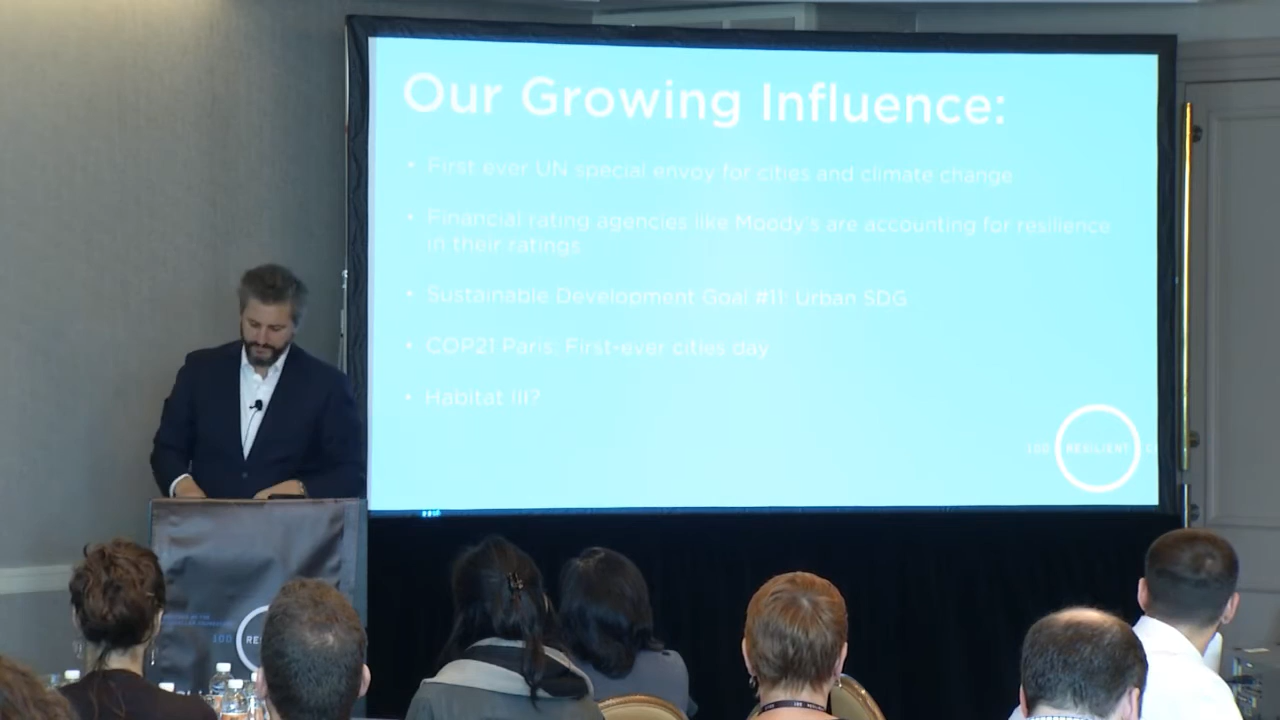 Our Growing Influence:
• First ever UN special envoy for cities and climate change
• Financial rating agencies like Moody's are accounting for resilience
in their ratings
• Sustainable Development Goal #11: Urban SDG
• COP21 Paris: First-ever cities day
• Habitat III?
100 RESILIENT C
100 RE